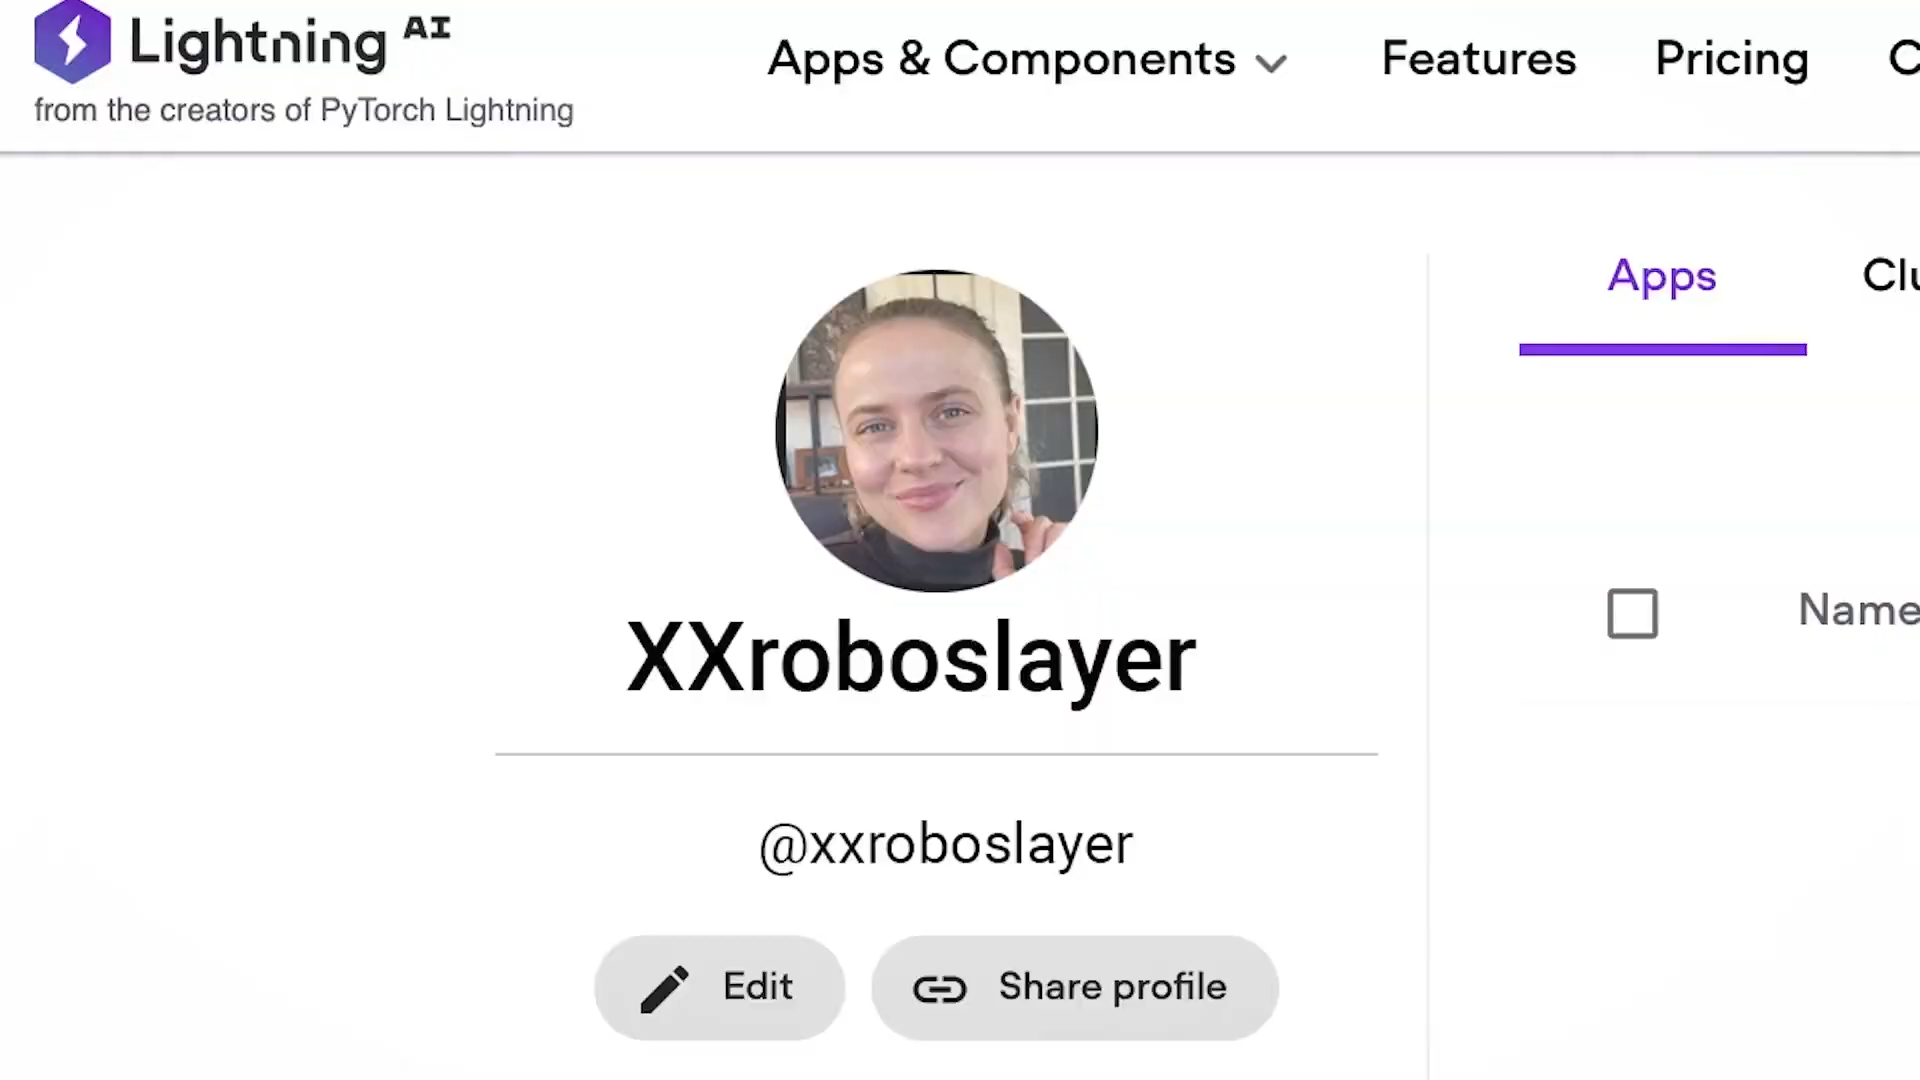 Lightning AI
from the creators of PyTorch Lightning
Apps & Components
Features
Pricing
Apps
Name
XXroboslayer
@xxroboslayer
Edit
Share profile